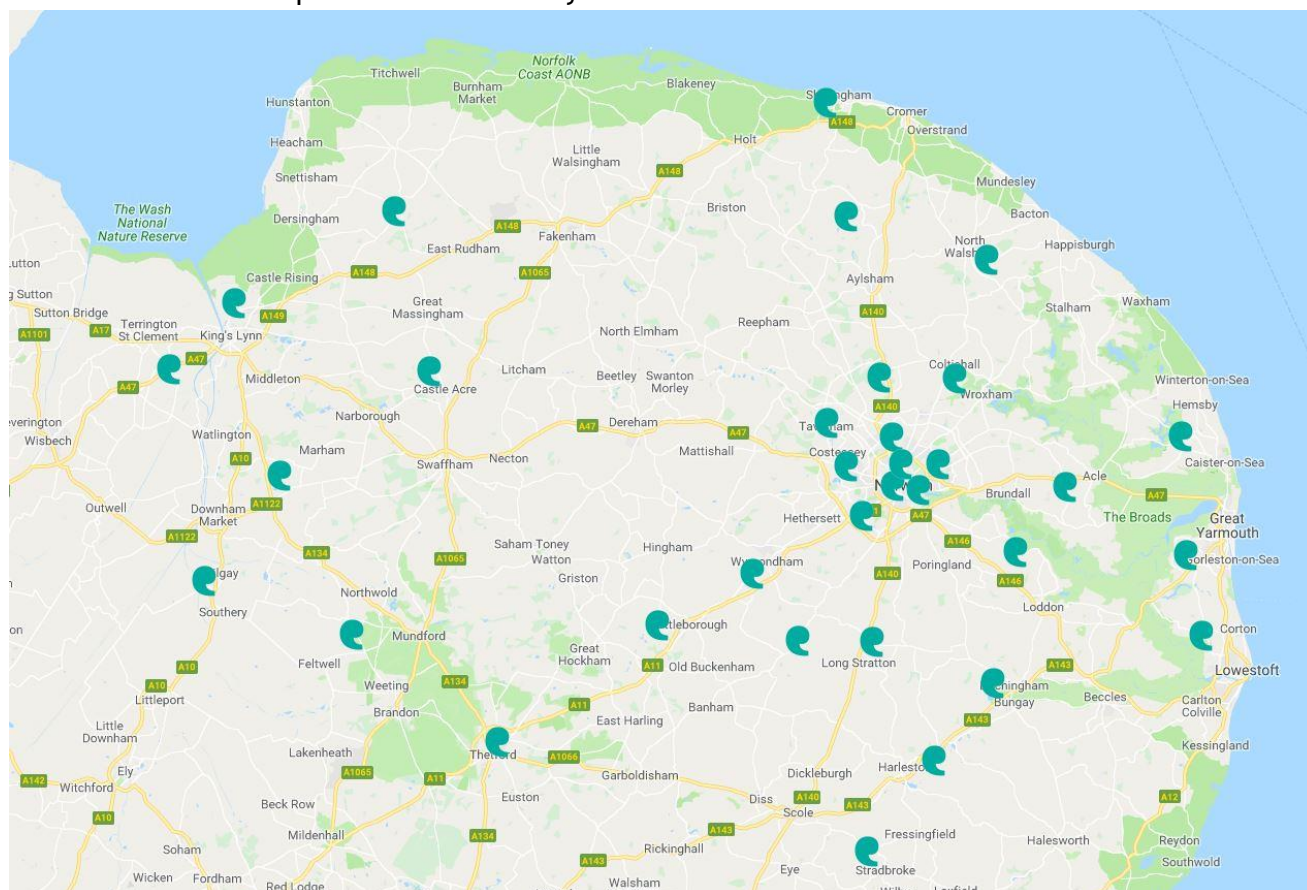 Norfolk
Coast AONB
Titchwell
Burnham
Market
Blakeney
Hunstanton
Cromer
A148
Overstrand
Heacham
Holt
Little
Walsingham
Snettisham
A148
Mundesley
The Wash
National
Nature Reserve
Dersingham
Briston
Bacton
A148
Fakenham
East Rudham
North
Happisburgh
Castle Rising
A148
A1065
Aylsham
Sutton
Sutton Bridge
A17
A1101
Terrington
St Clement
A149
King's Lynn
Great
Massingham
A140
Stalham
Waxham
North Elmham
Reepham
A47
Middleton
Litcham
Beetley
Swanton
Morley
Coltishall
Wroxham
Winterton-on-Sea
A47
Castle Acre
A140
Hemsby
Narborough
Wisbech
Watlington
A47
Dereham
A47
A10
Marham
Swaffham
Necton
Mattishall
Costessey
Caister-on-Sea
Acle
A47
Brundall
Outwell
Downham
Market
A1122
Hethersett
A47
The Broads
Great
Yarmouth
A1122
A134
Saham Toney
Watton
Hingham
A146
A1065
Griston
A140
Poringland
A146
Northwold
Southery
Loddon
Mundford
Great
Hockham
Corton
Feltwell
A10
A11
Old Buckenham
Long Stratton
A143
Lowestoft
A10
Littleport
Weeting
A134
Bungay
Beccles
Carlton
Colville
Brandon
A11
East Harling
Banham
A143
Little
Downham
Lakenheath
Thetford
A1066
Kessingland
A142
Ely
Witchford
A1065
A11
Garboldisham
Dickleburgh
A140
A143
A12
A10
Beck Row
Euston
Diss
Scole
Mildenhall
A134
A143
Fressingfield
Halesworth
Reydon
Soham
Rickinghall
Southwold
A143
Eye
Stradbroke
Wicken
Fordham
Red Lodge
Walsham